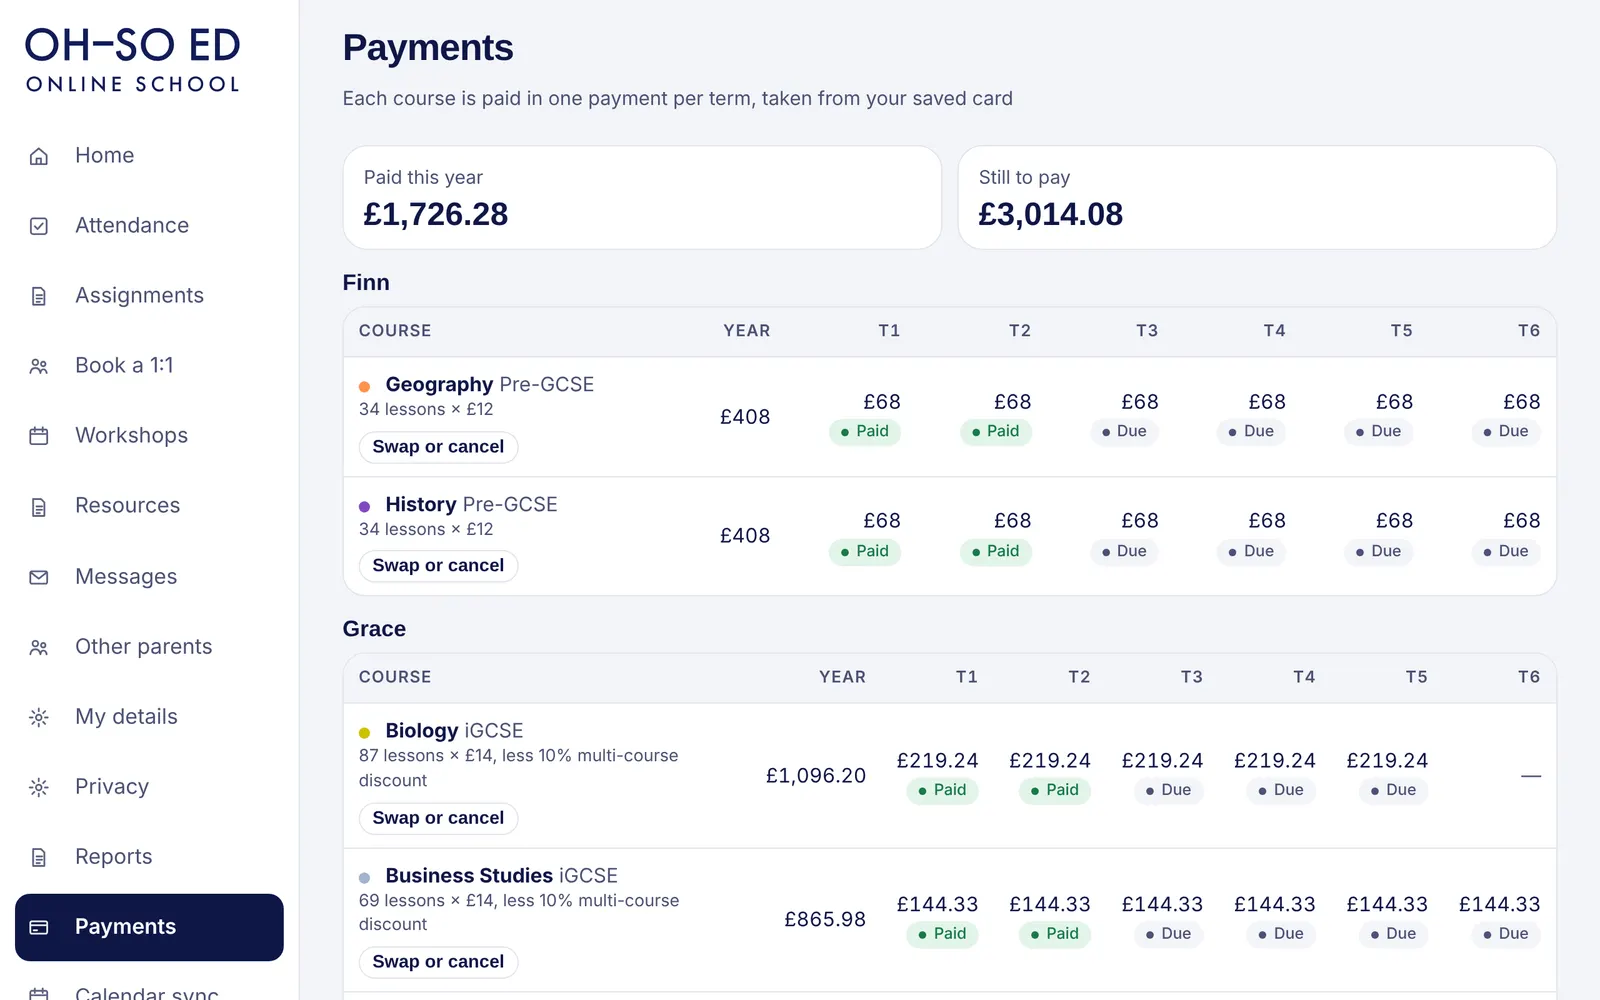 OH-SO ED
ONLINE SCHOOL
Home
Attendance
Assignments
Book a 1:1
Workshops
Resources
Messages
Other parents
My details
Privacy
Reports
Payments
Calendar sync
Payments
Each course is paid in one payment per term, taken from your saved card
Paid this year
£1,726.28
Still to pay
£3,014.08
Finn
COURSE YEAR T1 T2 T3 T4 T5 T6
Geography Pre-GCSE
34 lessons × £12
Swap or cancel
£408 £68 £68 £68 £68 £68 £68
Paid Paid Due Due Due Due
History Pre-GCSE
34 lessons × £12
Swap or cancel
£408 £68 £68 £68 £68 £68 £68
Paid Paid Due Due Due Due
Grace
COURSE YEAR T1 T2 T3 T4 T5 T6
Biology iGCSE
87 lessons × £14, less 10% multi-course
discount
Swap or cancel
£1,096.20 £219.24 £219.24 £219.24 £219.24 £219.24 —
Paid Paid Due Due Due
Business Studies iGCSE
69 lessons × £14, less 10% multi-course
discount
Swap or cancel
£865.98 £144.33 £144.33 £144.33 £144.33 £144.33 £144.33
Paid Paid Due Due Due Due